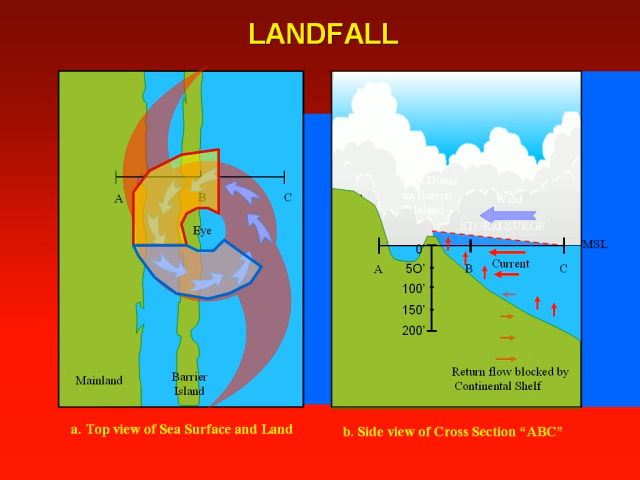 LANDFALL
A
B
C
Eye
Mainland
Barrier
Island
a. Top view of Sea Surface and Land
Dunes
on Barrier
Island
Wind
STORM SURGE
MSL
0
A
5O’
B
Current
C
100’
150’
200’
Return flow blocked by
Continental Shelf
b. Side view of Cross Section “ABC”